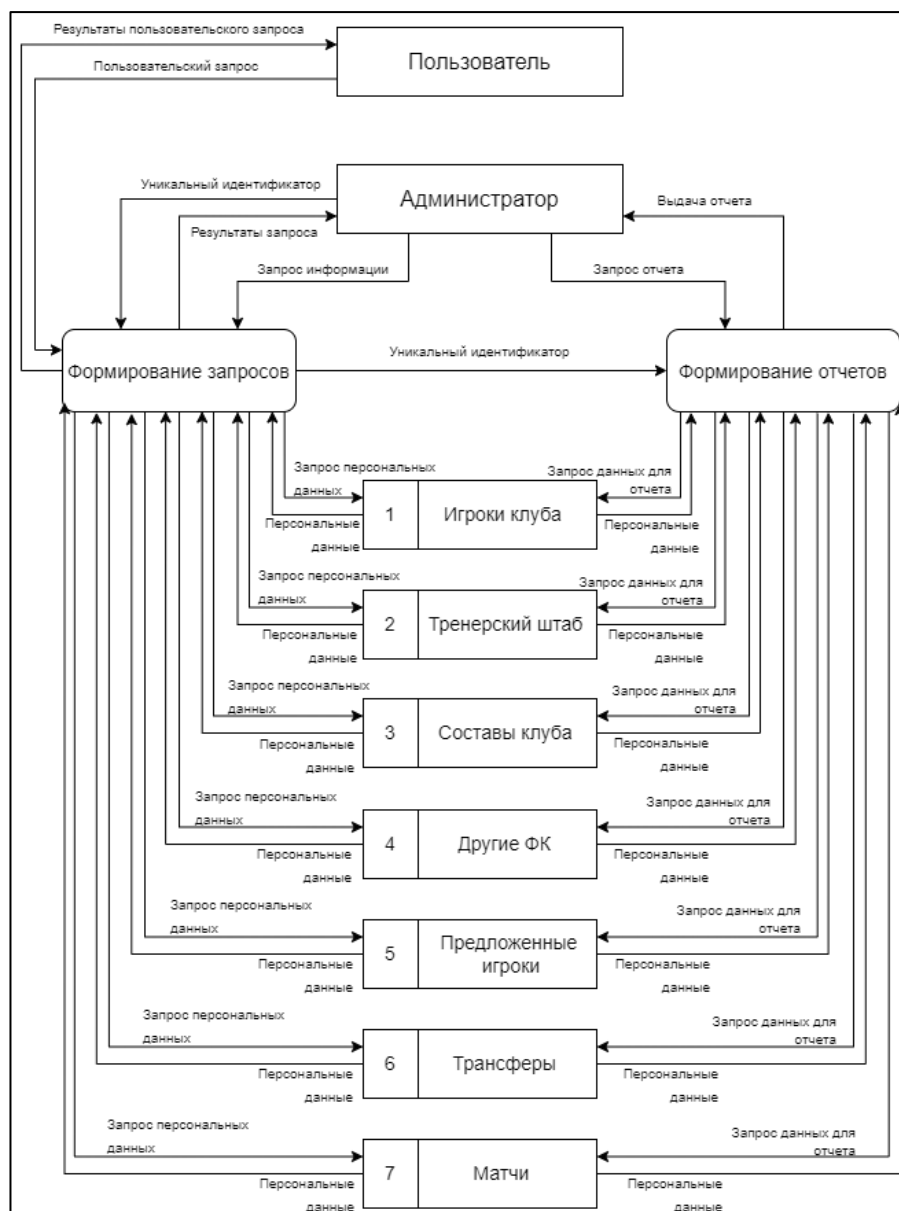 Результаты пользовательского запроса
Пользовательский запрос
Пользователь
Уникальный идентификатор
Администратор
Выдача отчета
Результаты запроса
Запрос информации
Запрос отчета
Формирование запросов
Уникальный идентификатор
Формирование отчетов
Запрос персональных
данных
Запрос данных для
отчета
1
Игроки клуба
Персональные
данные
Персональные
данные
Запрос персональных
данных
Запрос данных для
отчета
2
Тренерский штаб
Персональные
данные
Персональные
данные
Запрос персональных
данных
Запрос данных для
отчета
3
Составы клуба
Персональные
данные
Персональные
данные
Запрос персональных
данных
Запрос данных для
отчета
4
Другие ФК
Персональные
данные
Персональные
данные
Запрос персональных
данных
Запрос данных для
отчета
5
Предложенные
игроки
Персональные
данные
Персональные
данные
Запрос персональных
данных
Запрос данных для
отчета
6
Трансферы
Персональные
данные
Персональные
данные
Запрос персональных
данных
Запрос данных для
отчета
7
Матчи
Персональные
данные
Персональные
данные